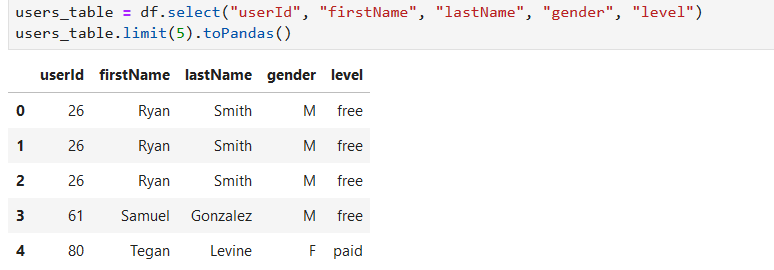 users_table = df.select("userId", "firstName", "lastName", "gender", "level")
users_table.limit(5).toPandas()
userId firstName lastName gender level
0 26 Ryan Smith M free
1 26 Ryan Smith M free
2 26 Ryan Smith M free
3 61 Samuel Gonzalez M free
4 80 Tegan Levine F paid